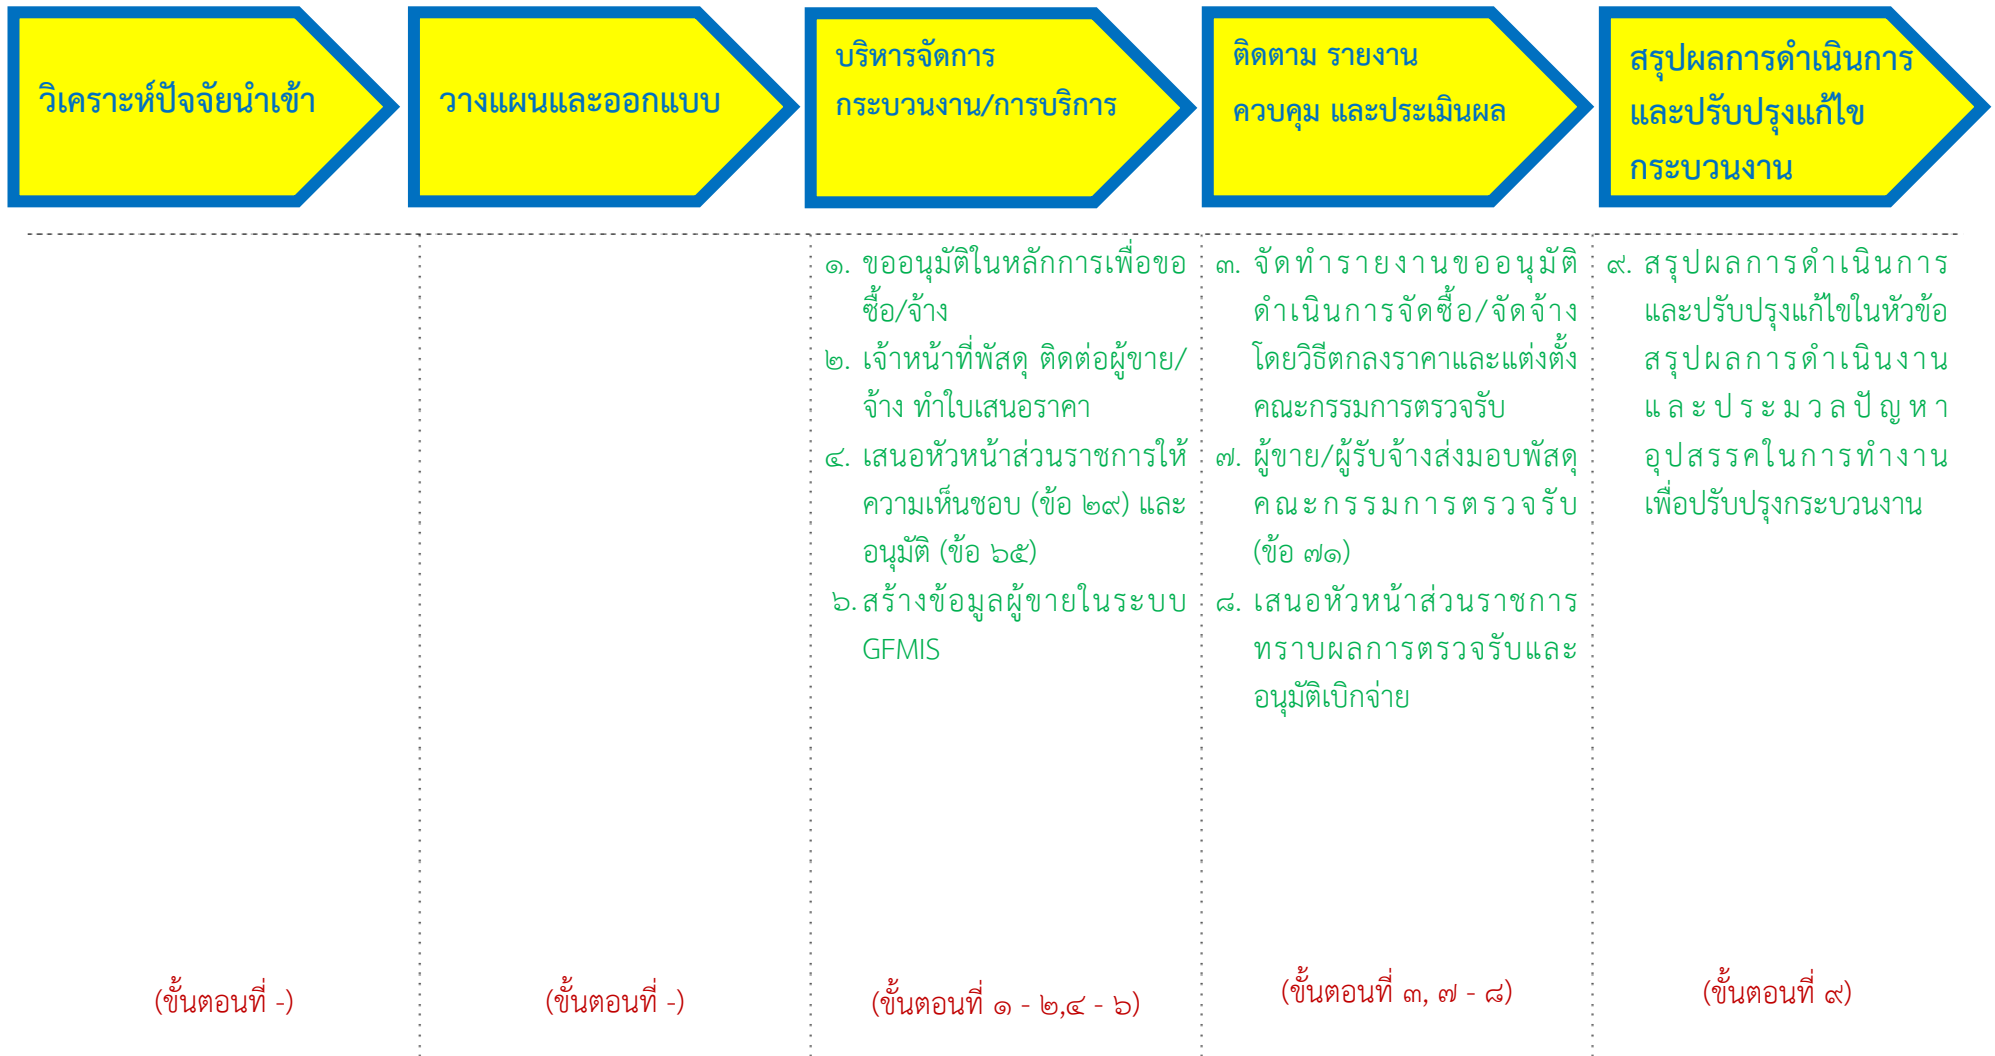 วิเคราะห์ปัจจัยนำเข้า
วางแผนและออกแบบ
บริหารจัดการ
กระบวนงาน/การบริการ
ติดตาม รายงาน
ควบคุม และประเมินผล
สรุปผลการดำเนินการ
และปรับปรุงแก้ไข
กระบวนงาน
๑. ขออนุมัติในหลักการเพื่อขอ
ซื้อ/จ้าง
๒. เจ้าหน้าที่พัสดุ ติดต่อผู้ขาย/
จ้าง ทำใบเสนอราคา
๔. เสนอหัวหน้าส่วนราชการให้
ความเห็นชอบ (ข้อ ๒๙) และ
อนุมัติ (ข้อ ๖๕)
๖. สร้างข้อมูลผู้ขายในระบบ
GFMIS
๓. จัดทำรายงานขออนุมัติ
ดำเนินการจัดซื้อ/จัดจ้าง
โดยวิธีตกลงราคาและแต่งตั้ง
คณะกรรมการตรวจรับ
๗. ผู้ขาย/ผู้รับจ้างส่งมอบพัสดุ
คณะกรรมการตรวจรับ
(ข้อ ๗๑)
๘. เสนอหัวหน้าส่วนราชการ
ทราบผลการตรวจรับและ
อนุมัติเบิกจ่าย
๙. สรุปผลการดำเนินการ
และปรับปรุงแก้ไขในหัวข้อ
สรุปผลการดำเนินงาน
และประมวลปัญหา
อุปสรรคในการทำงาน
เพื่อปรับปรุงกระบวนงาน
(ขั้นตอนที่ -)
(ขั้นตอนที่ -)
(ขั้นตอนที่ ๑ - ๒,๔ - ๖)
(ขั้นตอนที่ ๓, ๗ - ๘)
(ขั้นตอนที่ ๙)